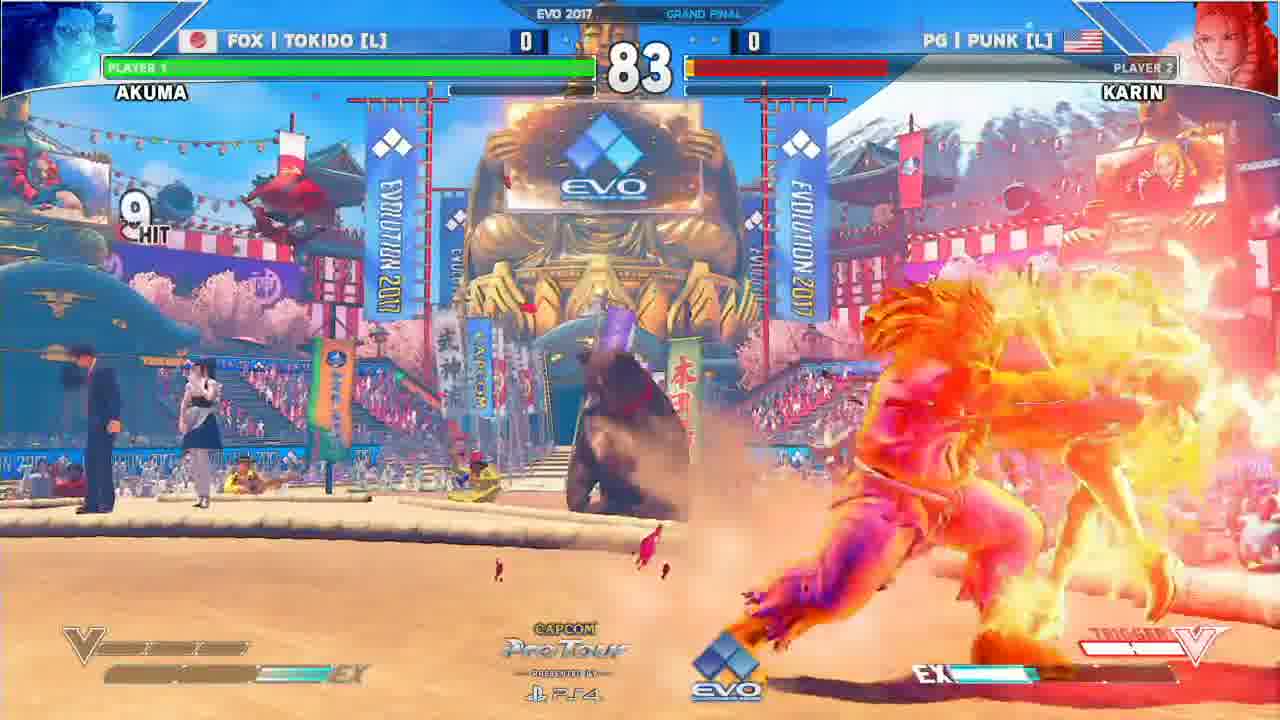 EVO 2017
GRAND FINAL
FOX | TOKIDO [L]
0
83
0
PG | PUNK [L]
PLAYER 1
PLAYER 2
AKUMA
KARIN
EVO
EVOLUTION 2017
EVOLUTION 2017
9
HIT
CAPCOM
TRIGGER
V
V
EX
EX
CAPCOM
PRO TOUR
PRESENTED BY
PS4
EVO